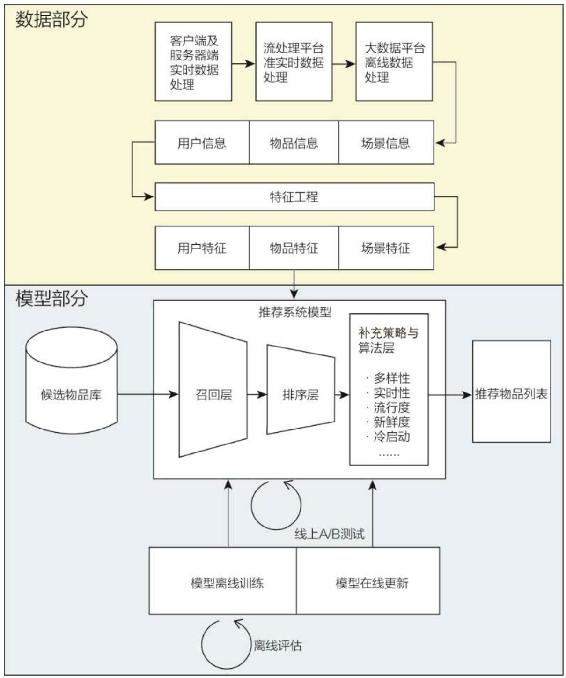 数据部分
客户端及
服务器端
实时数据
处理
流处理平台
准实时数据
处理
大数据平台
离线数据
处理
用户信息
物品信息
场景信息
特征工程
用户特征
物品特征
场景特征
模型部分
推荐系统模型
候选物品库
召回层
排序层
补充策略与
算法层
· 多样性
· 实时性
· 流行度
· 新鲜度
· 冷启动
……
推荐物品列表
线上A/B测试
模型离线训练
模型在线更新
离线评估